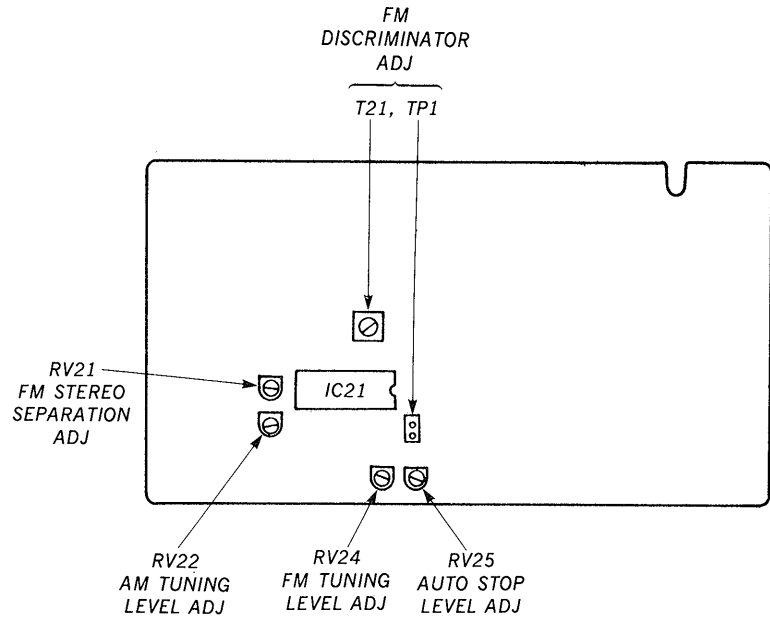 FM
DISCRIMINATOR
ADJ
T21, TP1
RV21
FM STEREO
SEPARATION
ADJ
IC21
RV22
AM TUNING
LEVEL ADJ
RV24
FM TUNING
LEVEL ADJ
RV25
AUTO STOP
LEVEL ADJ